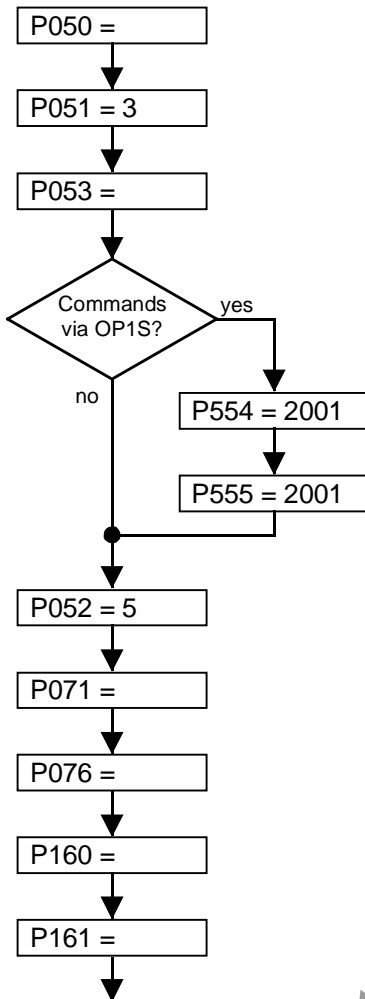 P050 =
P051 = 3
P053 =
Commands
via OP1S?
yes
no
P554 = 2001
P555 = 2001
P052 = 5
P071 =
P076 =
P160 =
P161 =